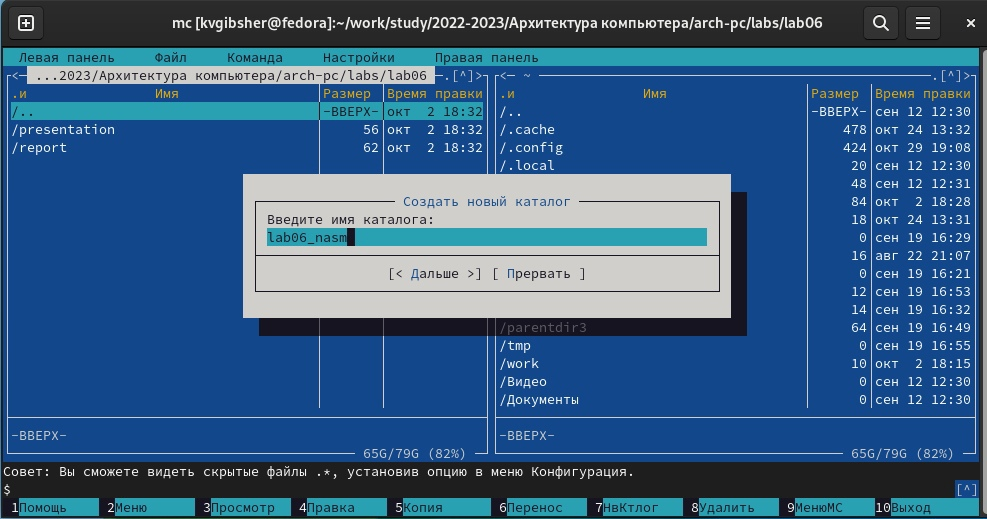 mc [kvgibsher@fedora]:~/work/study/2022-2023/Архитектура компьютера/arch-pc/labs/lab06
Левая панель Файл Команда Настройки Правая панель
<- ...2023/Архитектура компьютера/arch-pc/labs/lab06 .[^]> <- ~ .[^]>
.и Имя Размер Время правки .и Имя Размер Время правки
/.. -ВВЕРХ- окт 2 18:32 /.. -ВВЕРХ- сен 12 12:30
/presentation 56 окт 2 18:32 /.cache 478 окт 24 13:32
/report 62 окт 2 18:32 /.config 424 окт 29 19:08
/.local 20 сен 12 12:30
48 сен 12 12:31
Создать новый каталог 84 окт 2 18:28
Введите имя каталога: 18 окт 24 13:31
lab06_nasm 0 сен 19 16:29
16 авг 22 21:07
[< Дальше >] [ Прервать ] 0 сен 19 16:21
12 сен 19 16:53
14 сен 19 16:32
/parentdir3 64 сен 19 16:49
/tmp 0 сен 19 16:55
/work 10 окт 2 18:15
/Видео 0 сен 12 12:30
/Документы 0 сен 12 12:30
-ВВЕРХ- -ВВЕРХ-
65G/79G (82%) 65G/79G (82%)
Совет: Вы сможете видеть скрытые файлы .*, установив опцию в меню Конфигурация.
$ [^]
1Помощь 2Меню 3Просмотр 4Правка 5Копия 6Перенос 7НвКтлог 8Удалить 9МенюМС 10Выход